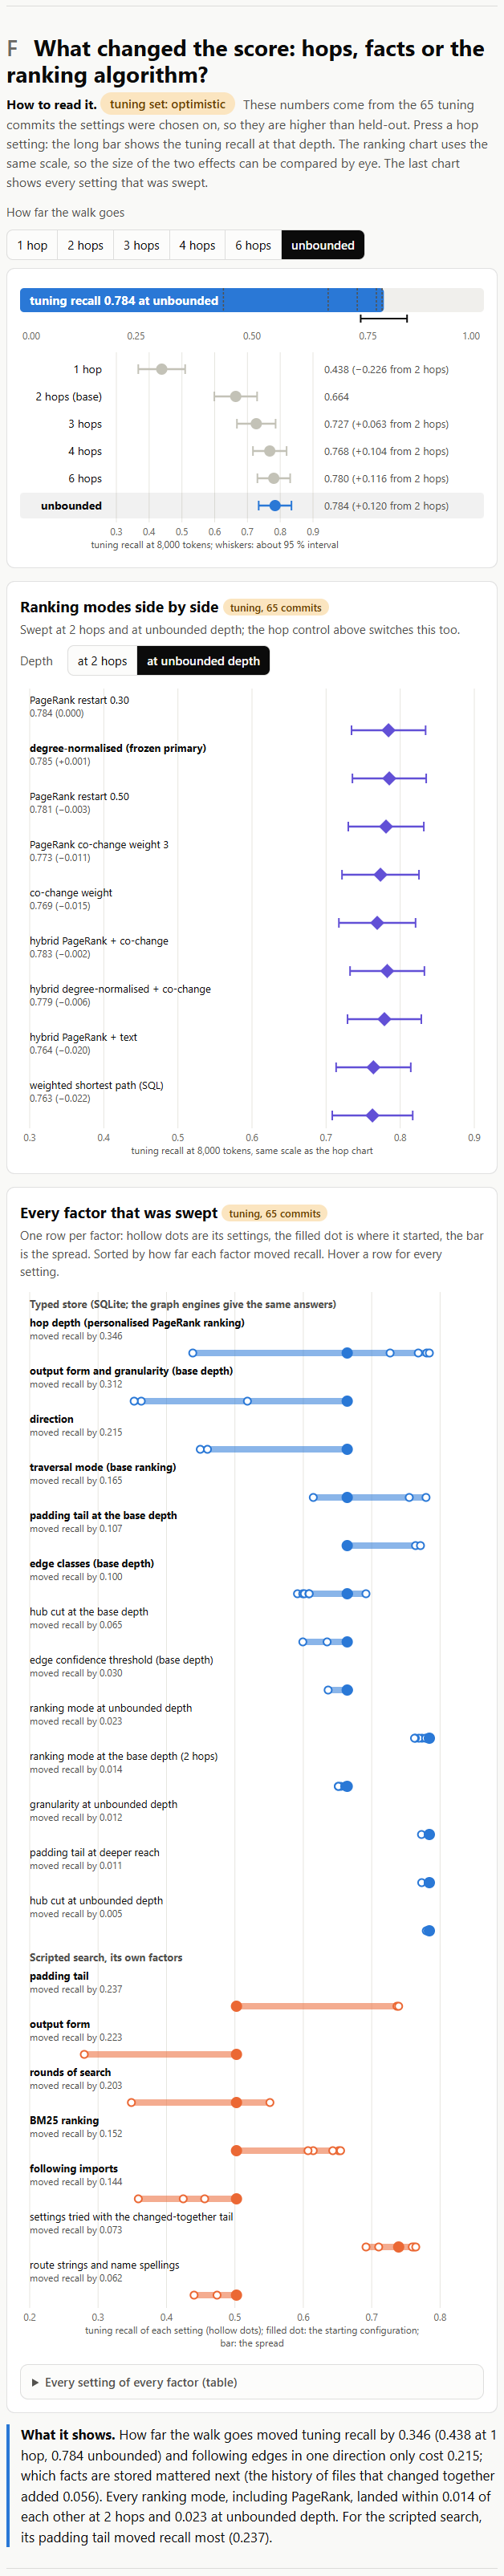 F What changed the score: hops, facts or the
ranking algorithm?
How to read it. tuning set: optimistic These numbers come from the 65 tuning
commits the settings were chosen on, so they are higher than held-out. Press a hop
setting: the long bar shows the tuning recall at that depth. The ranking chart uses the
same scale, so the size of the two effects can be compared by eye. The last chart
shows every setting that was swept.
How far the walk goes
1 hop 2 hops 3 hops 4 hops 6 hops unbounded
tuning recall 0.784 at unbounded
0.00 0.25 0.50 0.75 1.00
1 hop 0.438 (−0.226 from 2 hops)
2 hops (base) 0.664
3 hops 0.727 (+0.063 from 2 hops)
4 hops 0.768 (+0.104 from 2 hops)
6 hops 0.780 (+0.116 from 2 hops)
unbounded 0.784 (+0.120 from 2 hops)
0.3 0.4 0.5 0.6 0.7 0.8 0.9
tuning recall at 8,000 tokens; whiskers: about 95 % interval
Ranking modes side by side tuning, 65 commits
Swept at 2 hops and at unbounded depth; the hop control above switches this too.
Depth at 2 hops at unbounded depth
PageRank restart 0.30
0.784 (0.000)
degree-normalised (frozen primary)
0.785 (+0.001)
PageRank restart 0.50
0.781 (−0.003)
PageRank co-change weight 3
0.773 (−0.011)
co-change weight
0.769 (−0.015)
hybrid PageRank + co-change
0.783 (−0.002)
hybrid degree-normalised + co-change
0.779 (−0.006)
hybrid PageRank + text
0.764 (−0.020)
weighted shortest path (SQL)
0.763 (−0.022)
0.3 0.4 0.5 0.6 0.7 0.8 0.9
tuning recall at 8,000 tokens, same scale as the hop chart
Every factor that was swept tuning, 65 commits
One row per factor: hollow dots are its settings, the filled dot is where it started, the bar
is the spread. Sorted by how far each factor moved recall. Hover a row for every
setting.
Typed store (SQLite; the graph engines give the same answers)
hop depth (personalised PageRank ranking)
moved recall by 0.346
output form and granularity (base depth)
moved recall by 0.312
direction
moved recall by 0.215
traversal mode (base ranking)
moved recall by 0.165
padding tail at the base depth
moved recall by 0.107
edge classes (base depth)
moved recall by 0.100
hub cut at the base depth
moved recall by 0.065
edge confidence threshold (base depth)
moved recall by 0.030
ranking mode at unbounded depth
moved recall by 0.023
ranking mode at the base depth (2 hops)
moved recall by 0.014
granularity at unbounded depth
moved recall by 0.012
padding tail at deeper reach
moved recall by 0.011
hub cut at unbounded depth
moved recall by 0.005
Scripted search, its own factors
padding tail
moved recall by 0.237
output form
moved recall by 0.223
rounds of search
moved recall by 0.203
BM25 ranking
moved recall by 0.152
following imports
moved recall by 0.144
settings tried with the changed-together tail
moved recall by 0.073
route strings and name spellings
moved recall by 0.062
0.2 0.3 0.4 0.5 0.6 0.7 0.8
tuning recall of each setting (hollow dots); filled dot: the starting configuration;
bar: the spread
▶ Every setting of every factor (table)
What it shows. How far the walk goes moved tuning recall by 0.346 (0.438 at 1
hop, 0.784 unbounded) and following edges in one direction only cost 0.215;
which facts are stored mattered next (the history of files that changed together
added 0.056). Every ranking mode, including PageRank, landed within 0.014 of
each other at 2 hops and 0.023 at unbounded depth. For the scripted search,
its padding tail moved recall most (0.237).